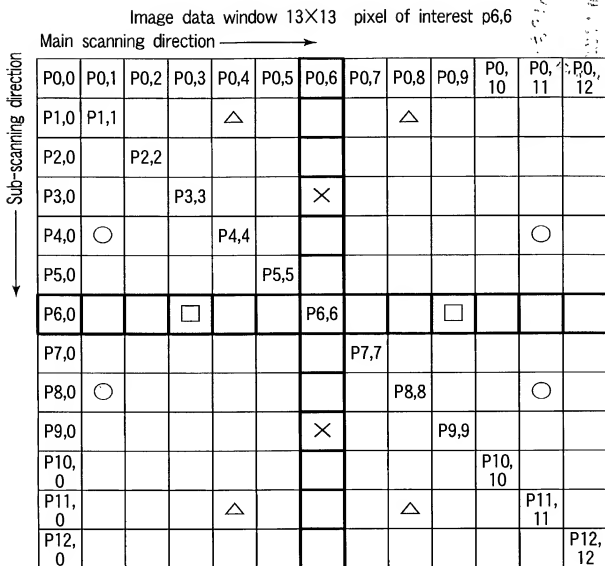 Image data window 13×13 pixel of interest p6,6
Main scanning direction
Sub-scanning direction
P0,0 P0,1 P0,2 P0,3 P0,4 P0,5 P0,6 P0,7 P0,8 P0,9 P0,10 P0,11 P0,12
P1,0 P1,1 △ △
P2,0 P2,2
P3,0 P3,3 ×
P4,0 ○ P4,4 ○
P5,0 P5,5
P6,0 □ P6,6 □
P7,0 P7,7
P8,0 ○ P8,8 ○
P9,0 × P9,9
P10,0 P10,10
P11,0 △ △ P11,11
P12,0 P12,12